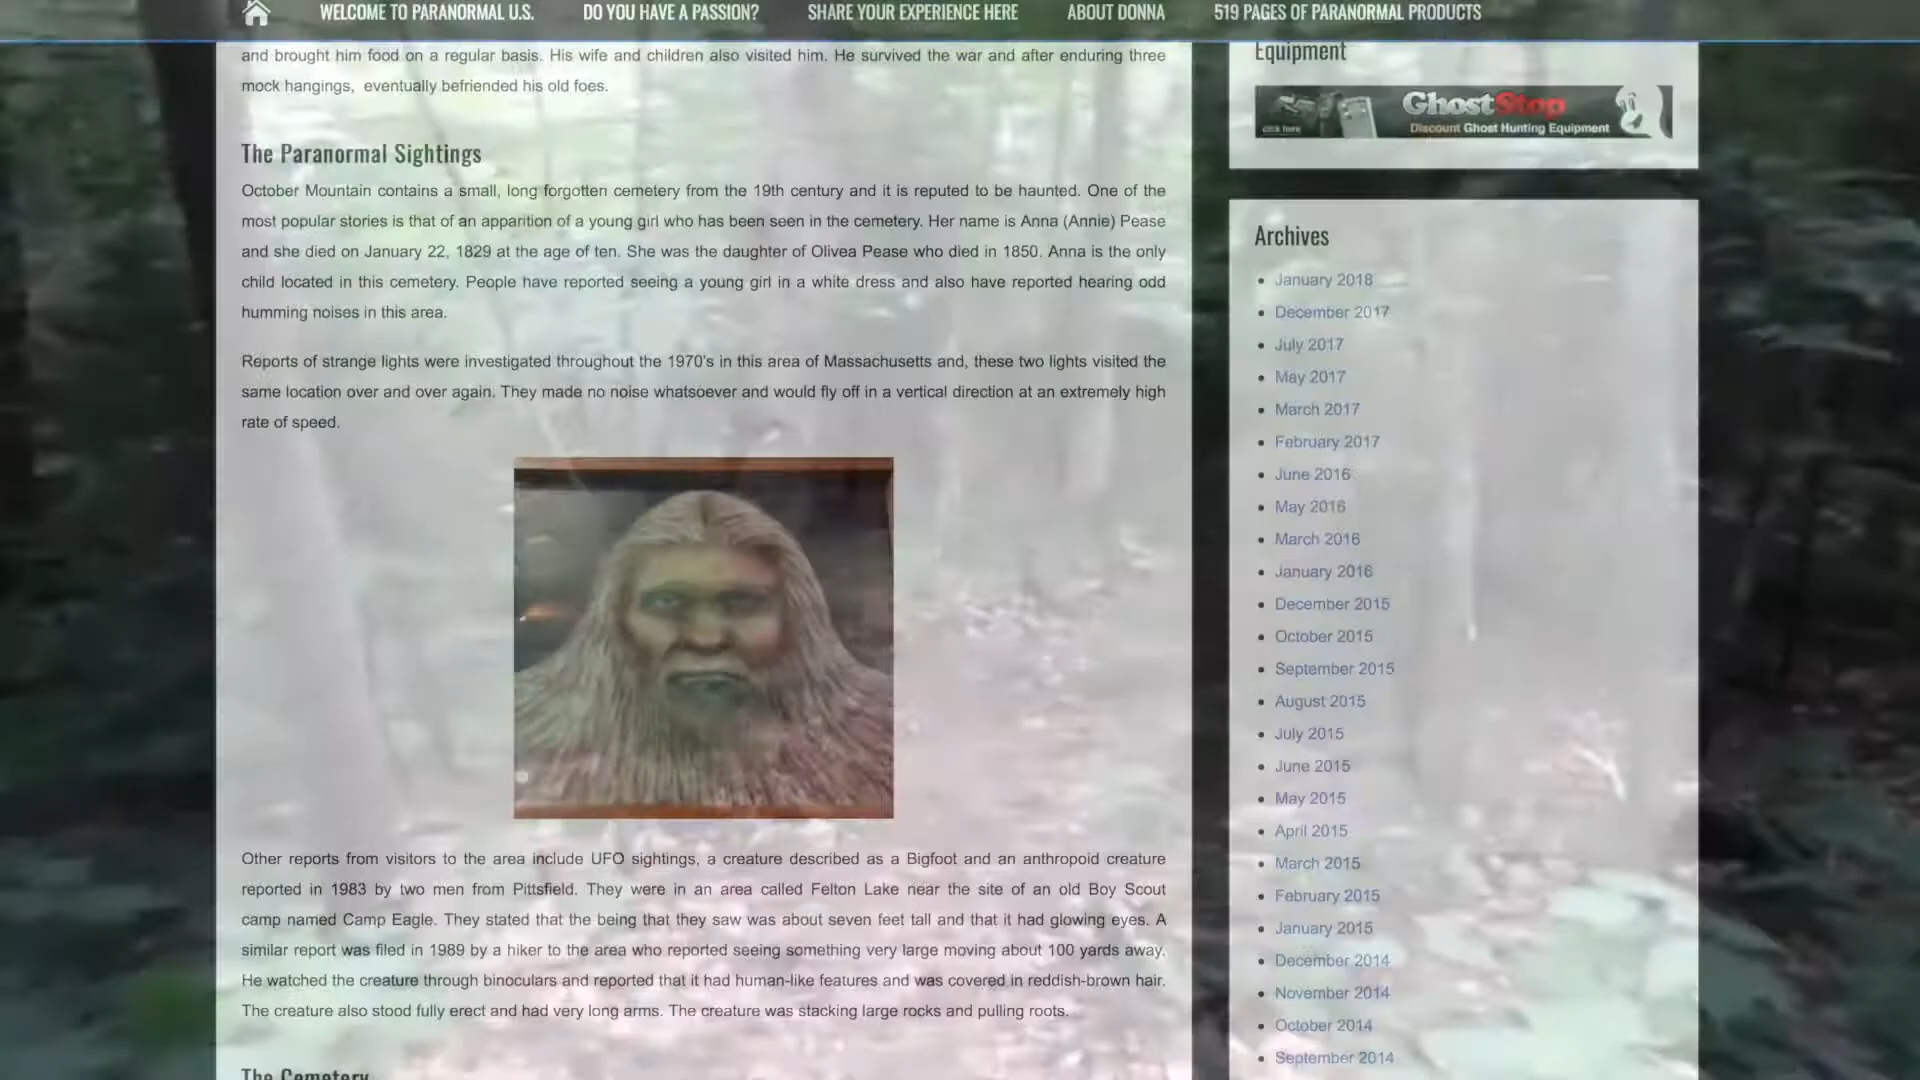 WELCOME TO PARANORMAL U.S. DO YOU HAVE A PASSION? SHARE YOUR EXPERIENCE HERE ABOUT DONNA 519 PAGES OF PARANORMAL PRODUCTS
and brought him food on a regular basis. His wife and children also visited him. He survived the war and after enduring three
mock hangings, eventually befriended his old foes.
The Paranormal Sightings
October Mountain contains a small, long forgotten cemetery from the 19th century and it is reputed to be haunted. One of the
most popular stories is that of an apparition of a young girl who has been seen in the cemetery. Her name is Anna (Annie) Pease
and she died on January 22, 1829 at the age of ten. She was the daughter of Olivea Pease who died in 1850. Anna is the only
child located in this cemetery. People have reported seeing a young girl in a white dress and also have reported hearing odd
humming noises in this area.
Reports of strange lights were investigated throughout the 1970's in this area of Massachusetts and, these two lights visited the
same location over and over again. They made no noise whatsoever and would fly off in a vertical direction at an extremely high
rate of speed.
Other reports from visitors to the area include UFO sightings, a creature described as a Bigfoot and an anthropoid creature
reported in 1983 by two men from Pittsfield. They were in an area called Felton Lake near the site of an old Boy Scout
camp named Camp Eagle. They stated that the being that they saw was about seven feet tall and that it had glowing eyes. A
similar report was filed in 1989 by a hiker to the area who reported seeing something very large moving about 100 yards away.
He watched the creature through binoculars and reported that it had human-like features and was covered in reddish-brown hair.
The creature also stood fully erect and had very long arms. The creature was stacking large rocks and pulling roots.
The Cemetery
Equipment
GhostStop
click here
Discount Ghost Hunting Equipment
Archives
January 2018
December 2017
July 2017
May 2017
March 2017
February 2017
June 2016
May 2016
March 2016
January 2016
December 2015
October 2015
September 2015
August 2015
July 2015
June 2015
May 2015
April 2015
March 2015
February 2015
January 2015
December 2014
November 2014
October 2014
September 2014